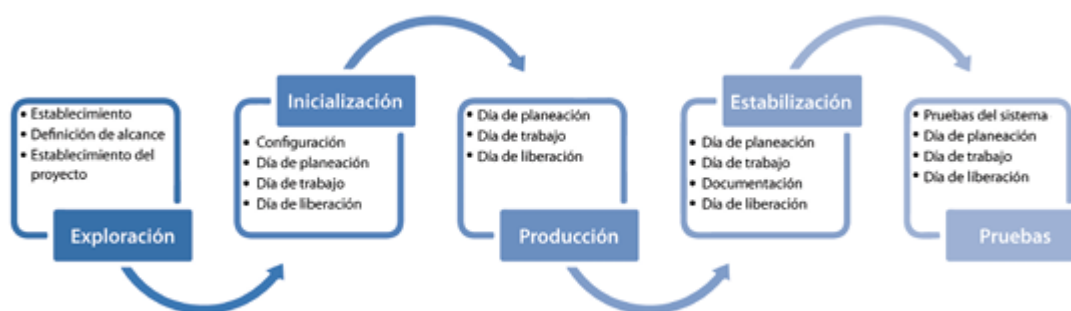 • Establecimiento
• Definición de alcance
• Establecimiento del
proyecto
Exploración
Inicialización
• Configuración
• Día de planeación
• Día de trabajo
• Día de liberación
• Día de planeación
• Día de trabajo
• Día de liberación
Producción
Estabilización
• Día de planeación
• Día de trabajo
• Documentación
• Día de liberación
• Pruebas del sistema
• Día de planeación
• Día de trabajo
• Día de liberación
Pruebas